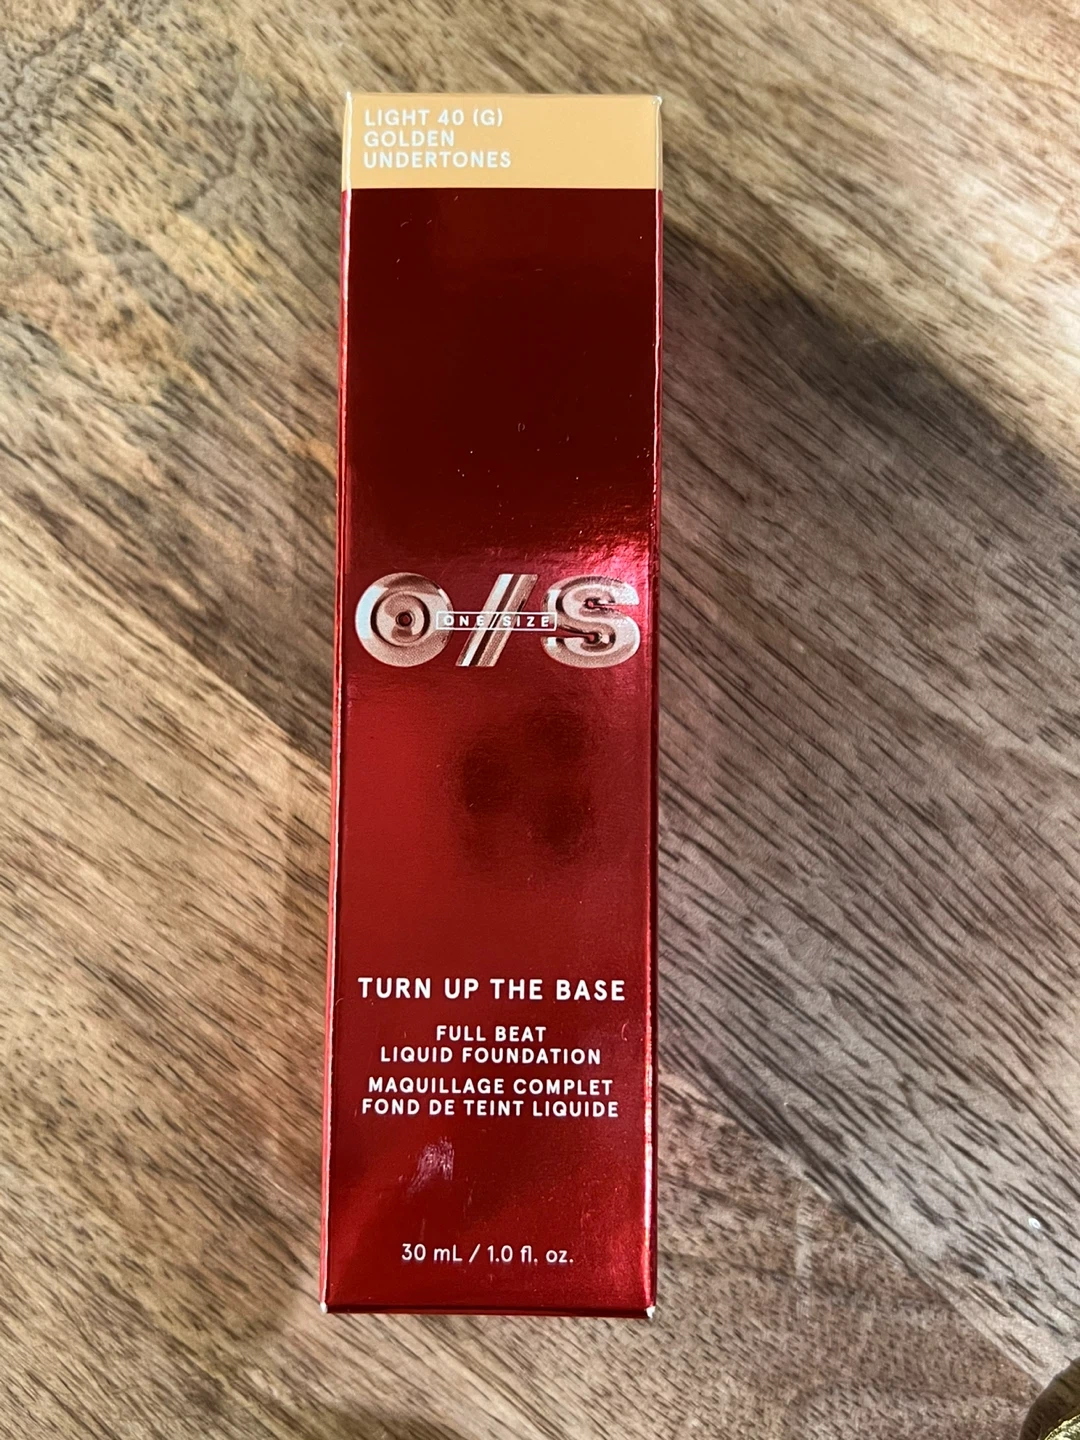 LIGHT 40 (G)
GOLDEN
UNDERTONES
O/S
ONE/SIZE
TURN UP THE BASE
FULL BEAT
LIQUID FOUNDATION
MAQUILLAGE COMPLET
FOND DE TEINT LIQUIDE
30 mL / 1.0 fl. oz.